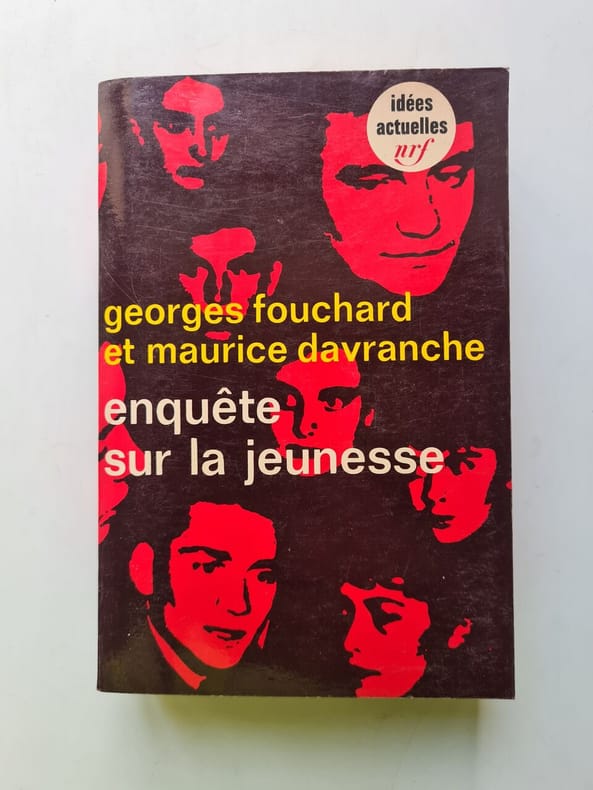 idées
actuelles
nrf
georges fouchard
et maurice davranche
enquête
sur la jeunesse